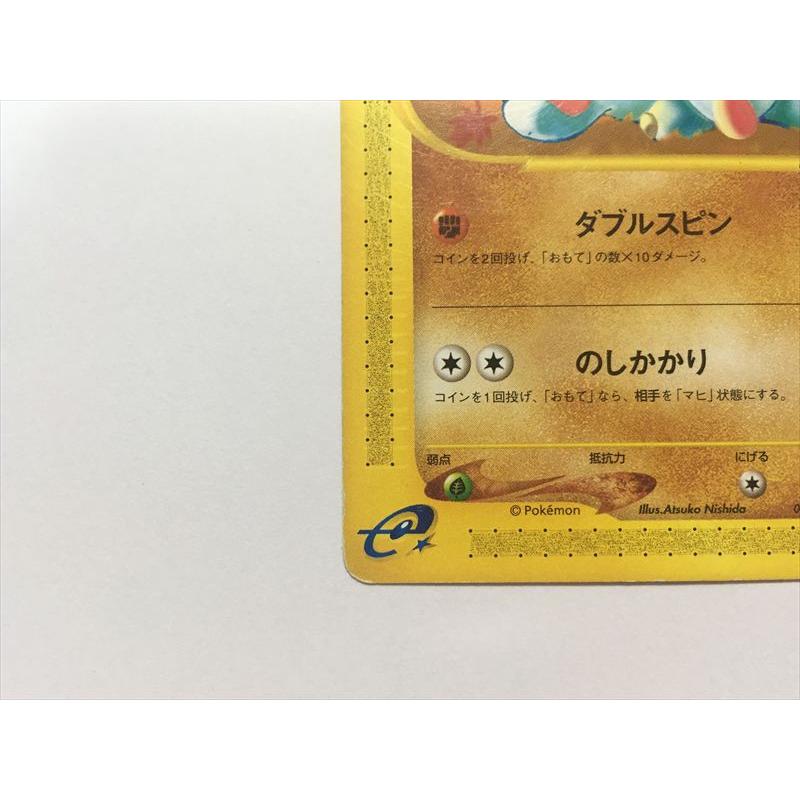 ダブルスピン
コインを2回投げ、「おもて」の数×10ダメージ。
のしかかり
コインを1回投げ、「おもて」なら、相手を「マヒ」状態にする。
弱点 抵抗力 にげる
© Pokémon Illus.Atsuko Nishida
e